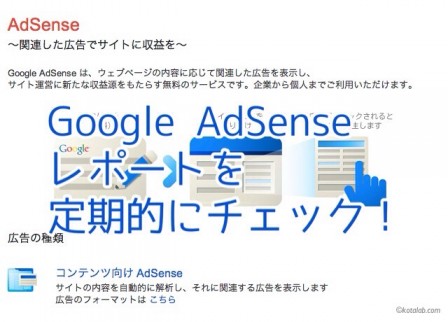 AdSense
～関連した広告でサイトに収益を～
Google AdSense は、ウェブページの内容に応じて関連した広告を表示し、
サイト運営に新たな収益源をもたらす無料のサービスです。企業から個人までご利用いただけます。
Google AdSense
レポートを
定期的にチェック！
Google
広告の種類
コンテンツ向け AdSense
サイトの内容を自動的に解析し、それに関連する広告を表示します
広告のフォーマットは こちら
©kotalab.com